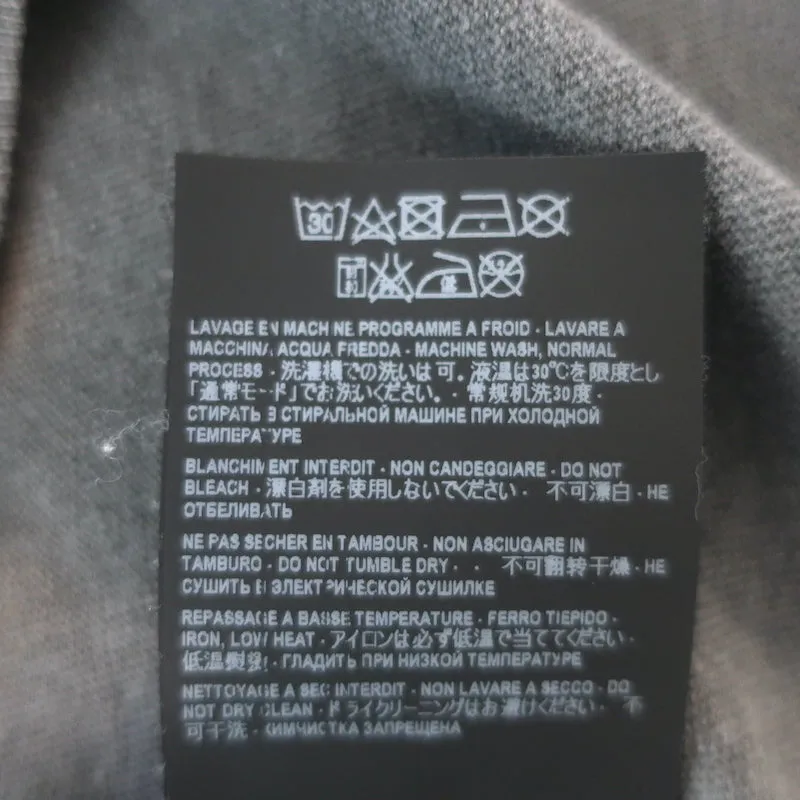 30
低
LAVAGE EN MACHINE PROGRAMME A FROID · LAVARE A
MACCHINA ACQUA FREDDA · MACHINE WASH, NORMAL
PROCESS · 洗濯機での洗いは可。液温は30℃を限度とし
「通常モード」でお洗いください。 · 常规机洗30度 ·
СТИРАТЬ В СТИРАЛЬНОЙ МАШИНЕ ПРИ ХОЛОДНОЙ
ТЕМПЕРАТУРЕ
BLANCHIMENT INTERDIT · NON CANDEGGIARE · DO NOT
BLEACH · 漂白剤を使用しないでください · 不可漂白 · НЕ
ОТБЕЛИВАТЬ
NE PAS SECHER EN TAMBOUR · NON ASCIUGARE IN
TAMBURO · DO NOT TUMBLE DRY · · 不可翻转干燥 · НЕ
СУШИТЬ В ЭЛЕКТРИЧЕСКОЙ СУШИЛКЕ
REPASSAGE A BASSE TEMPERATURE · FERRO TIEPIDO ·
IRON, LOW HEAT · アイロンは必ず低温で当ててください ·
低温熨烫 · ГЛАДИТЬ ПРИ НИЗКОЙ ТЕМПЕРАТУРЕ
NETTOYAGE A SEC INTERDIT · NON LAVARE A SECCO · DO
NOT DRY CLEAN · ドライクリーニングはお避けください · 不
可干洗 · ХИМЧИСТКА ЗАПРЕЩЕНА